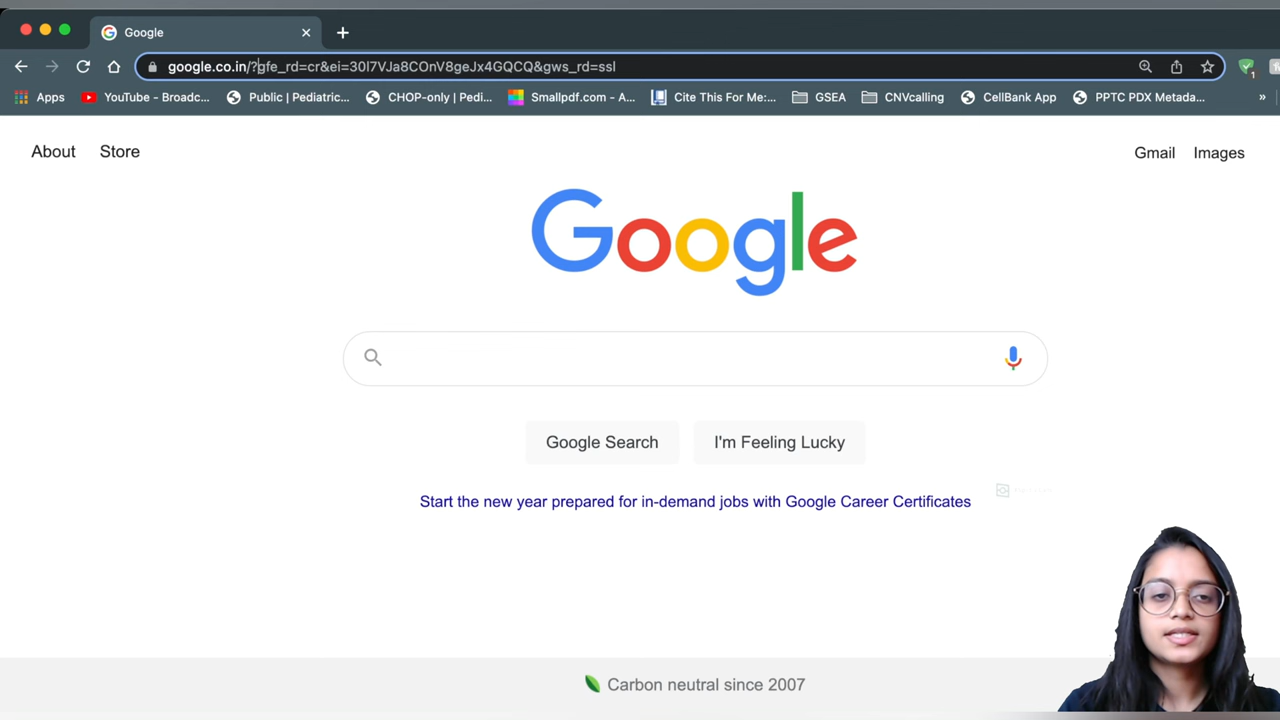 Google
google.co.in/?gfe_rd=cr&ei=30l7VJa8COnV8geJx4GQCQ&gws_rd=ssl
Apps YouTube - Broadc... Public | Pediatric... CHOP-only | Pedi... Smallpdf.com - A... Cite This For Me:... GSEA CNVcalling CellBank App PPTC PDX Metada... »
About Store Gmail Images
Google
Google Search I'm Feeling Lucky
Start the new year prepared for in-demand jobs with Google Career Certificates
Carbon neutral since 2007